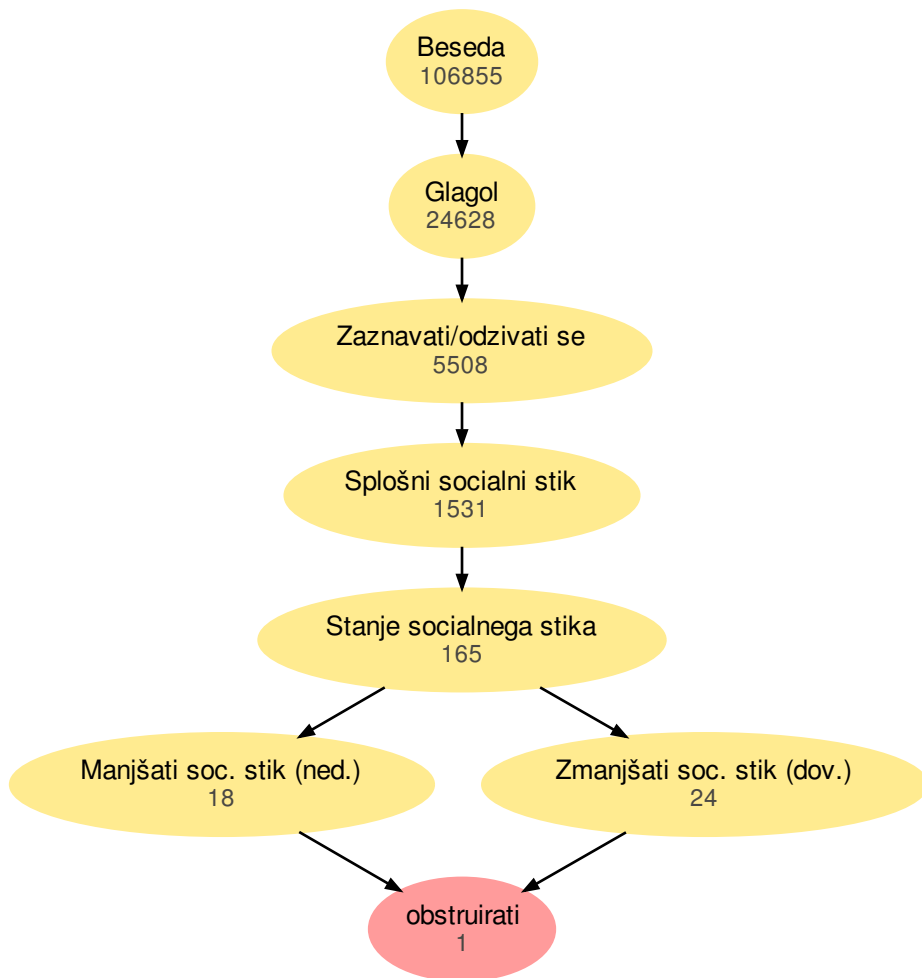 Beseda
106855
Glagol
24628
Zaznavati/odzivati se
5508
Splošni socialni stik
1531
Stanje socialnega stika
165
Manjšati soc. stik (ned.)
18
Zmanjšati soc. stik (dov.)
24
obstruirati
1